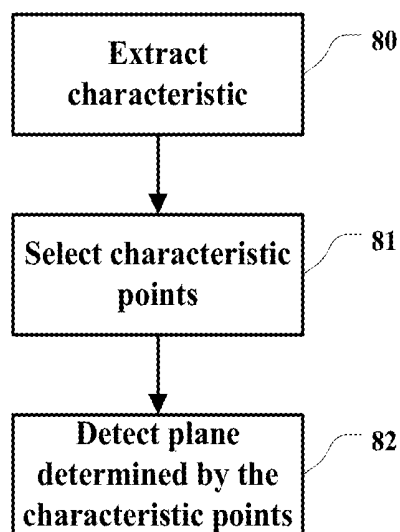 Extract
characteristic
80
Select characteristic
points
81
Detect plane
determined by the
characteristic points
82